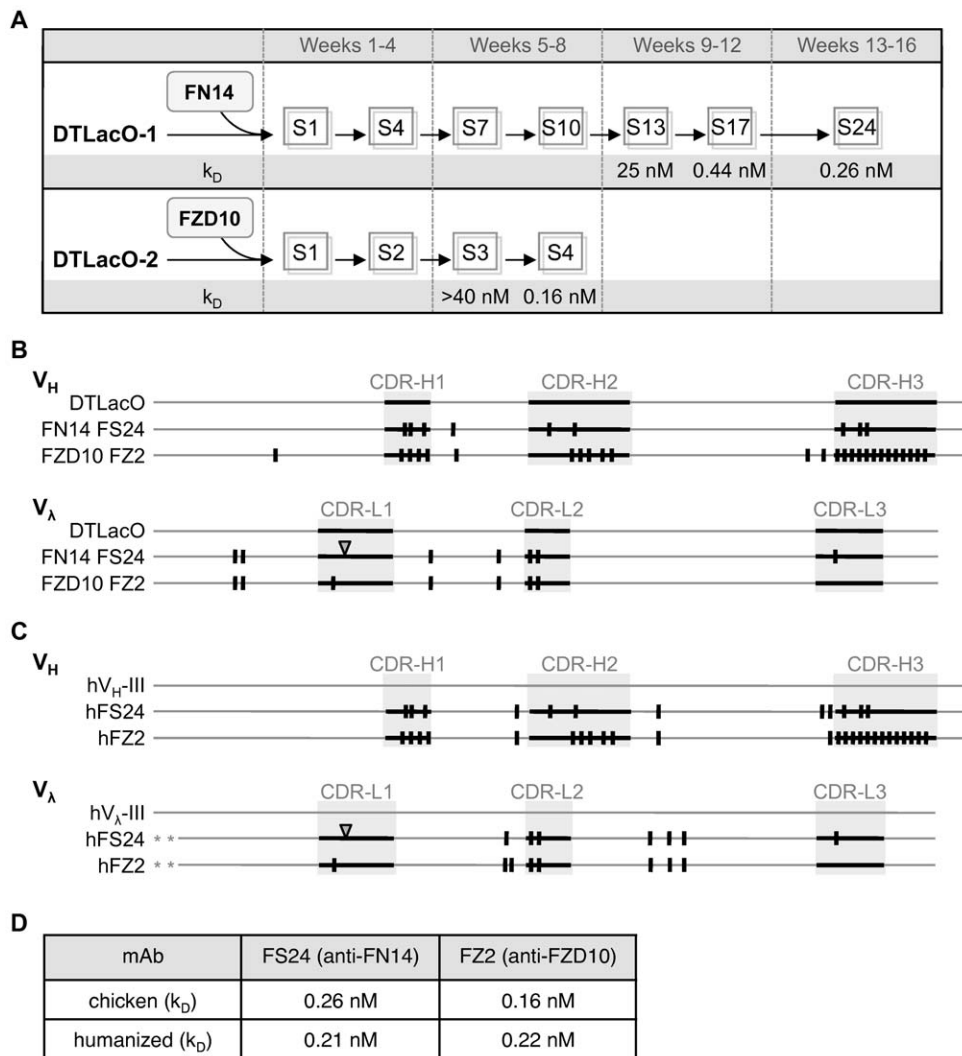 A
Weeks 1-4 Weeks 5-8 Weeks 9-12 Weeks 13-16
FN14
DTLacO-1 S1 S4 S7 S10 S13 S17 S24
kD 25 nM 0.44 nM 0.26 nM
FZD10
DTLacO-2 S1 S2 S3 S4
kD >40 nM 0.16 nM
B
VH CDR-H1 CDR-H2 CDR-H3
DTLacO
FN14 FS24
FZD10 FZ2
Vλ CDR-L1 CDR-L2 CDR-L3
DTLacO
FN14 FS24
FZD10 FZ2
C
VH CDR-H1 CDR-H2 CDR-H3
hVH-III
hFS24
hFZ2
Vλ CDR-L1 CDR-L2 CDR-L3
hVλ-III
hFS24 * *
hFZ2 * *
D
mAb FS24 (anti-FN14) FZ2 (anti-FZD10)
chicken (kD) 0.26 nM 0.16 nM
humanized (kD) 0.21 nM 0.22 nM